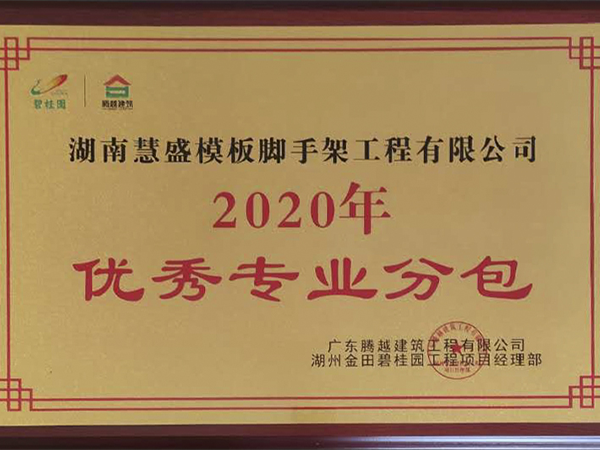 碧桂园
腾越建筑
湖南慧盛模板脚手架工程有限公司
2020年
优秀专业分包
广东腾越建筑工程有限公司
湖州金田碧桂园工程项目经理部